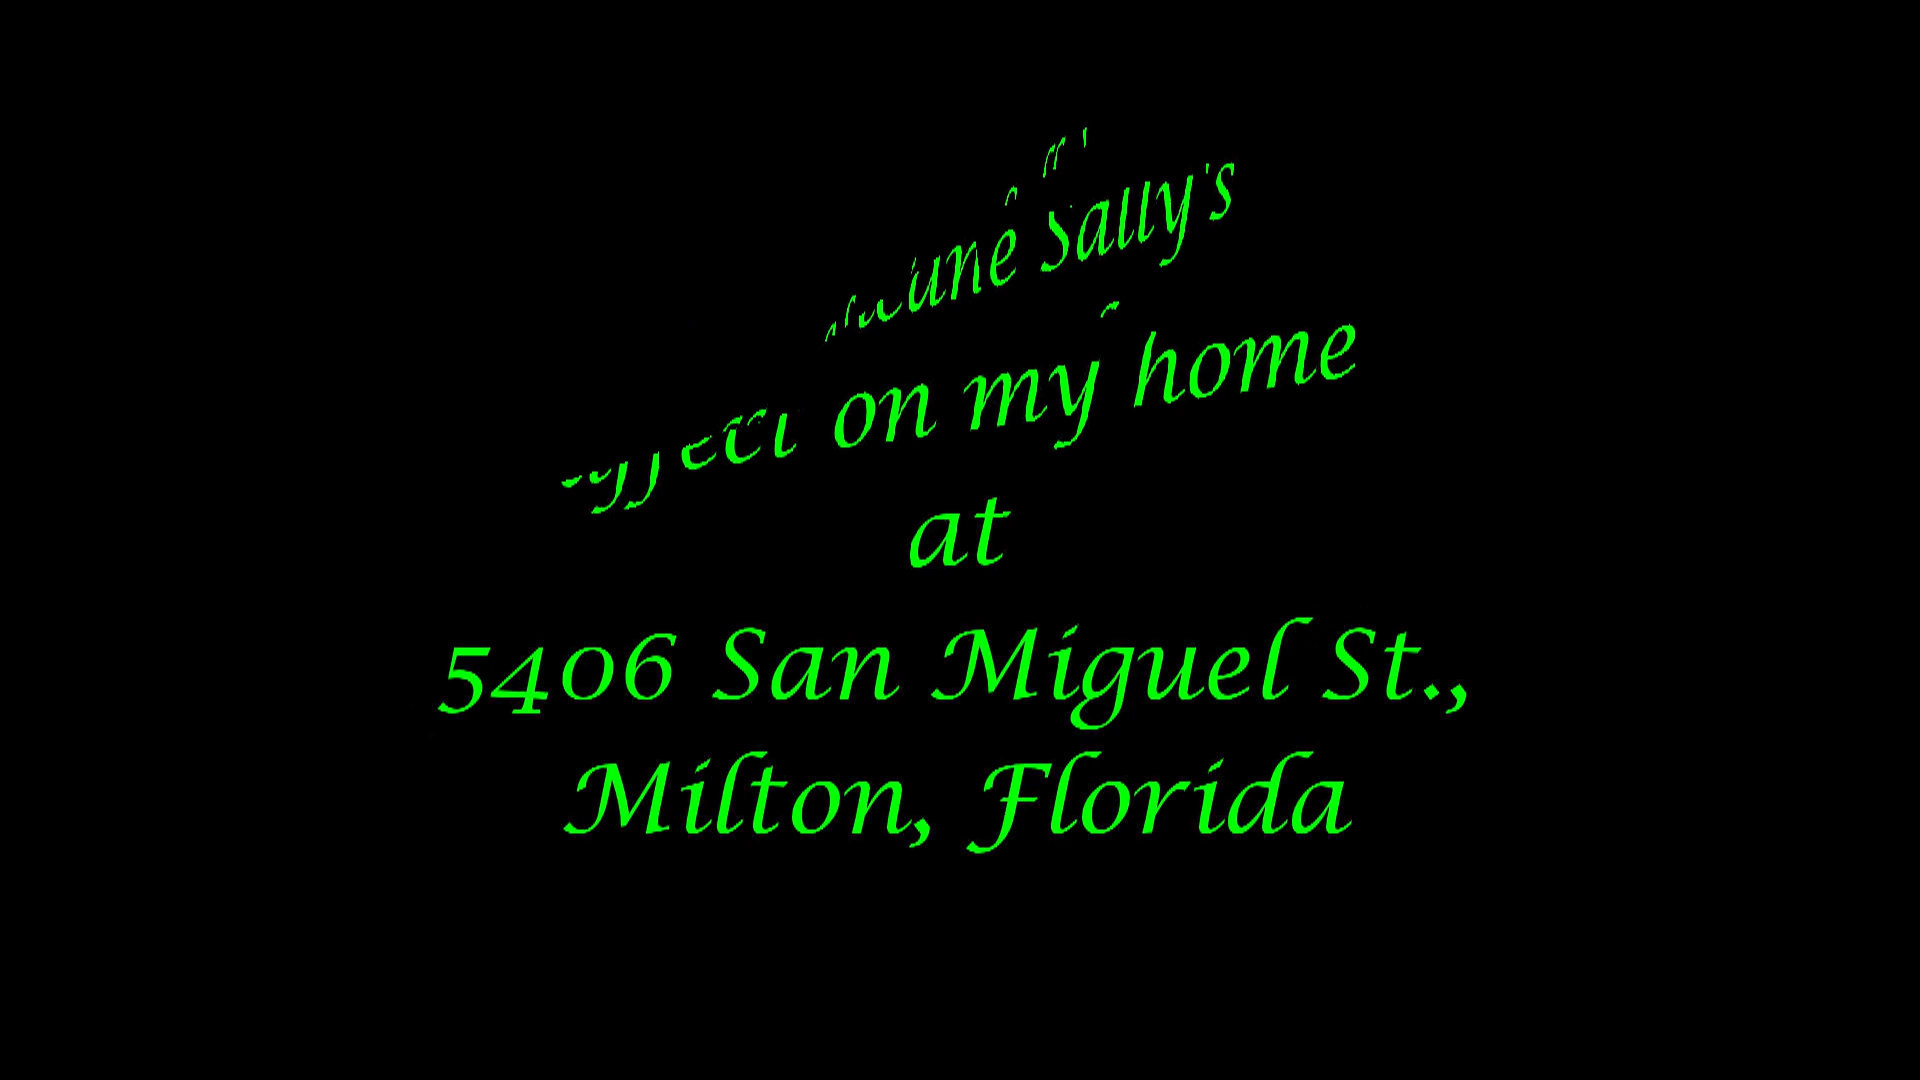 Sally's
on my home
at
5406 San Miguel St.,
Milton, Florida